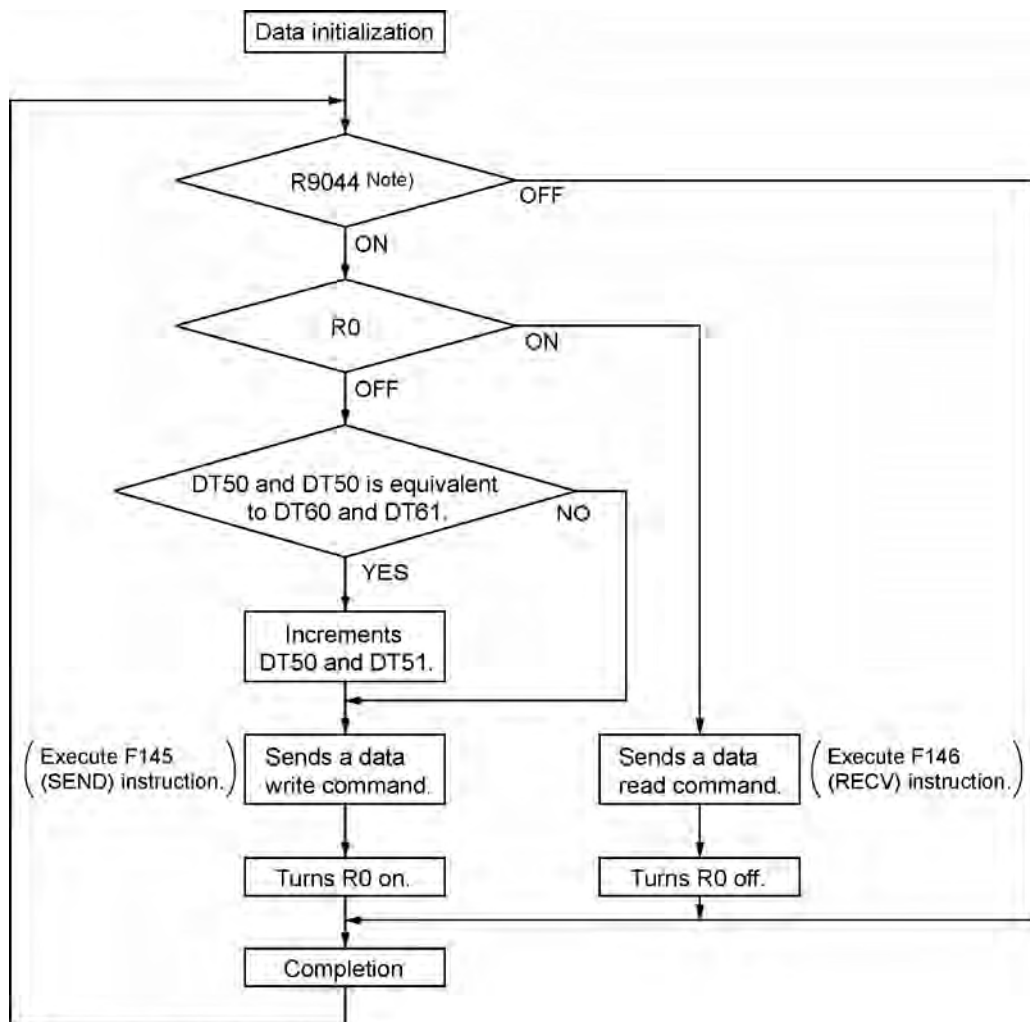 Data initialization
R9044 Note)
OFF
ON
R0
ON
OFF
DT50 and DT50 is equivalent
to DT60 and DT61.
NO
YES
Increments
DT50 and DT51.
(Execute F145
(SEND) instruction.)
Sends a data
write command.
Sends a data
read command.
(Execute F146
(RECV) instruction.)
Turns R0 on.
Turns R0 off.
Completion